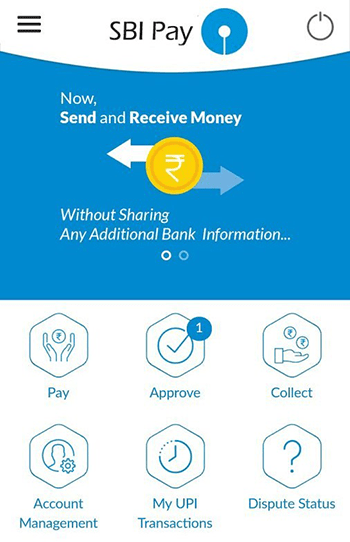 SBI Pay
Now,
Send and Receive Money
₹
Without Sharing
Any Additional Bank Information...
₹
1
₹ ₹
Pay
Approve
Collect
?
Account
Management
My UPI
Transactions
Dispute Status